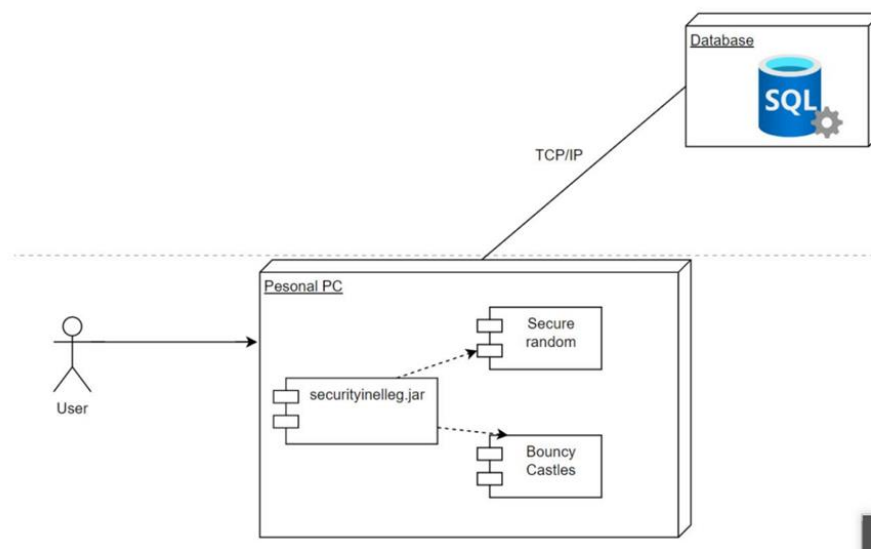 Database
SQL
TCP/IP
Pesonal PC
Secure
random
securityinelleg.jar
User
Bouncy
Castles